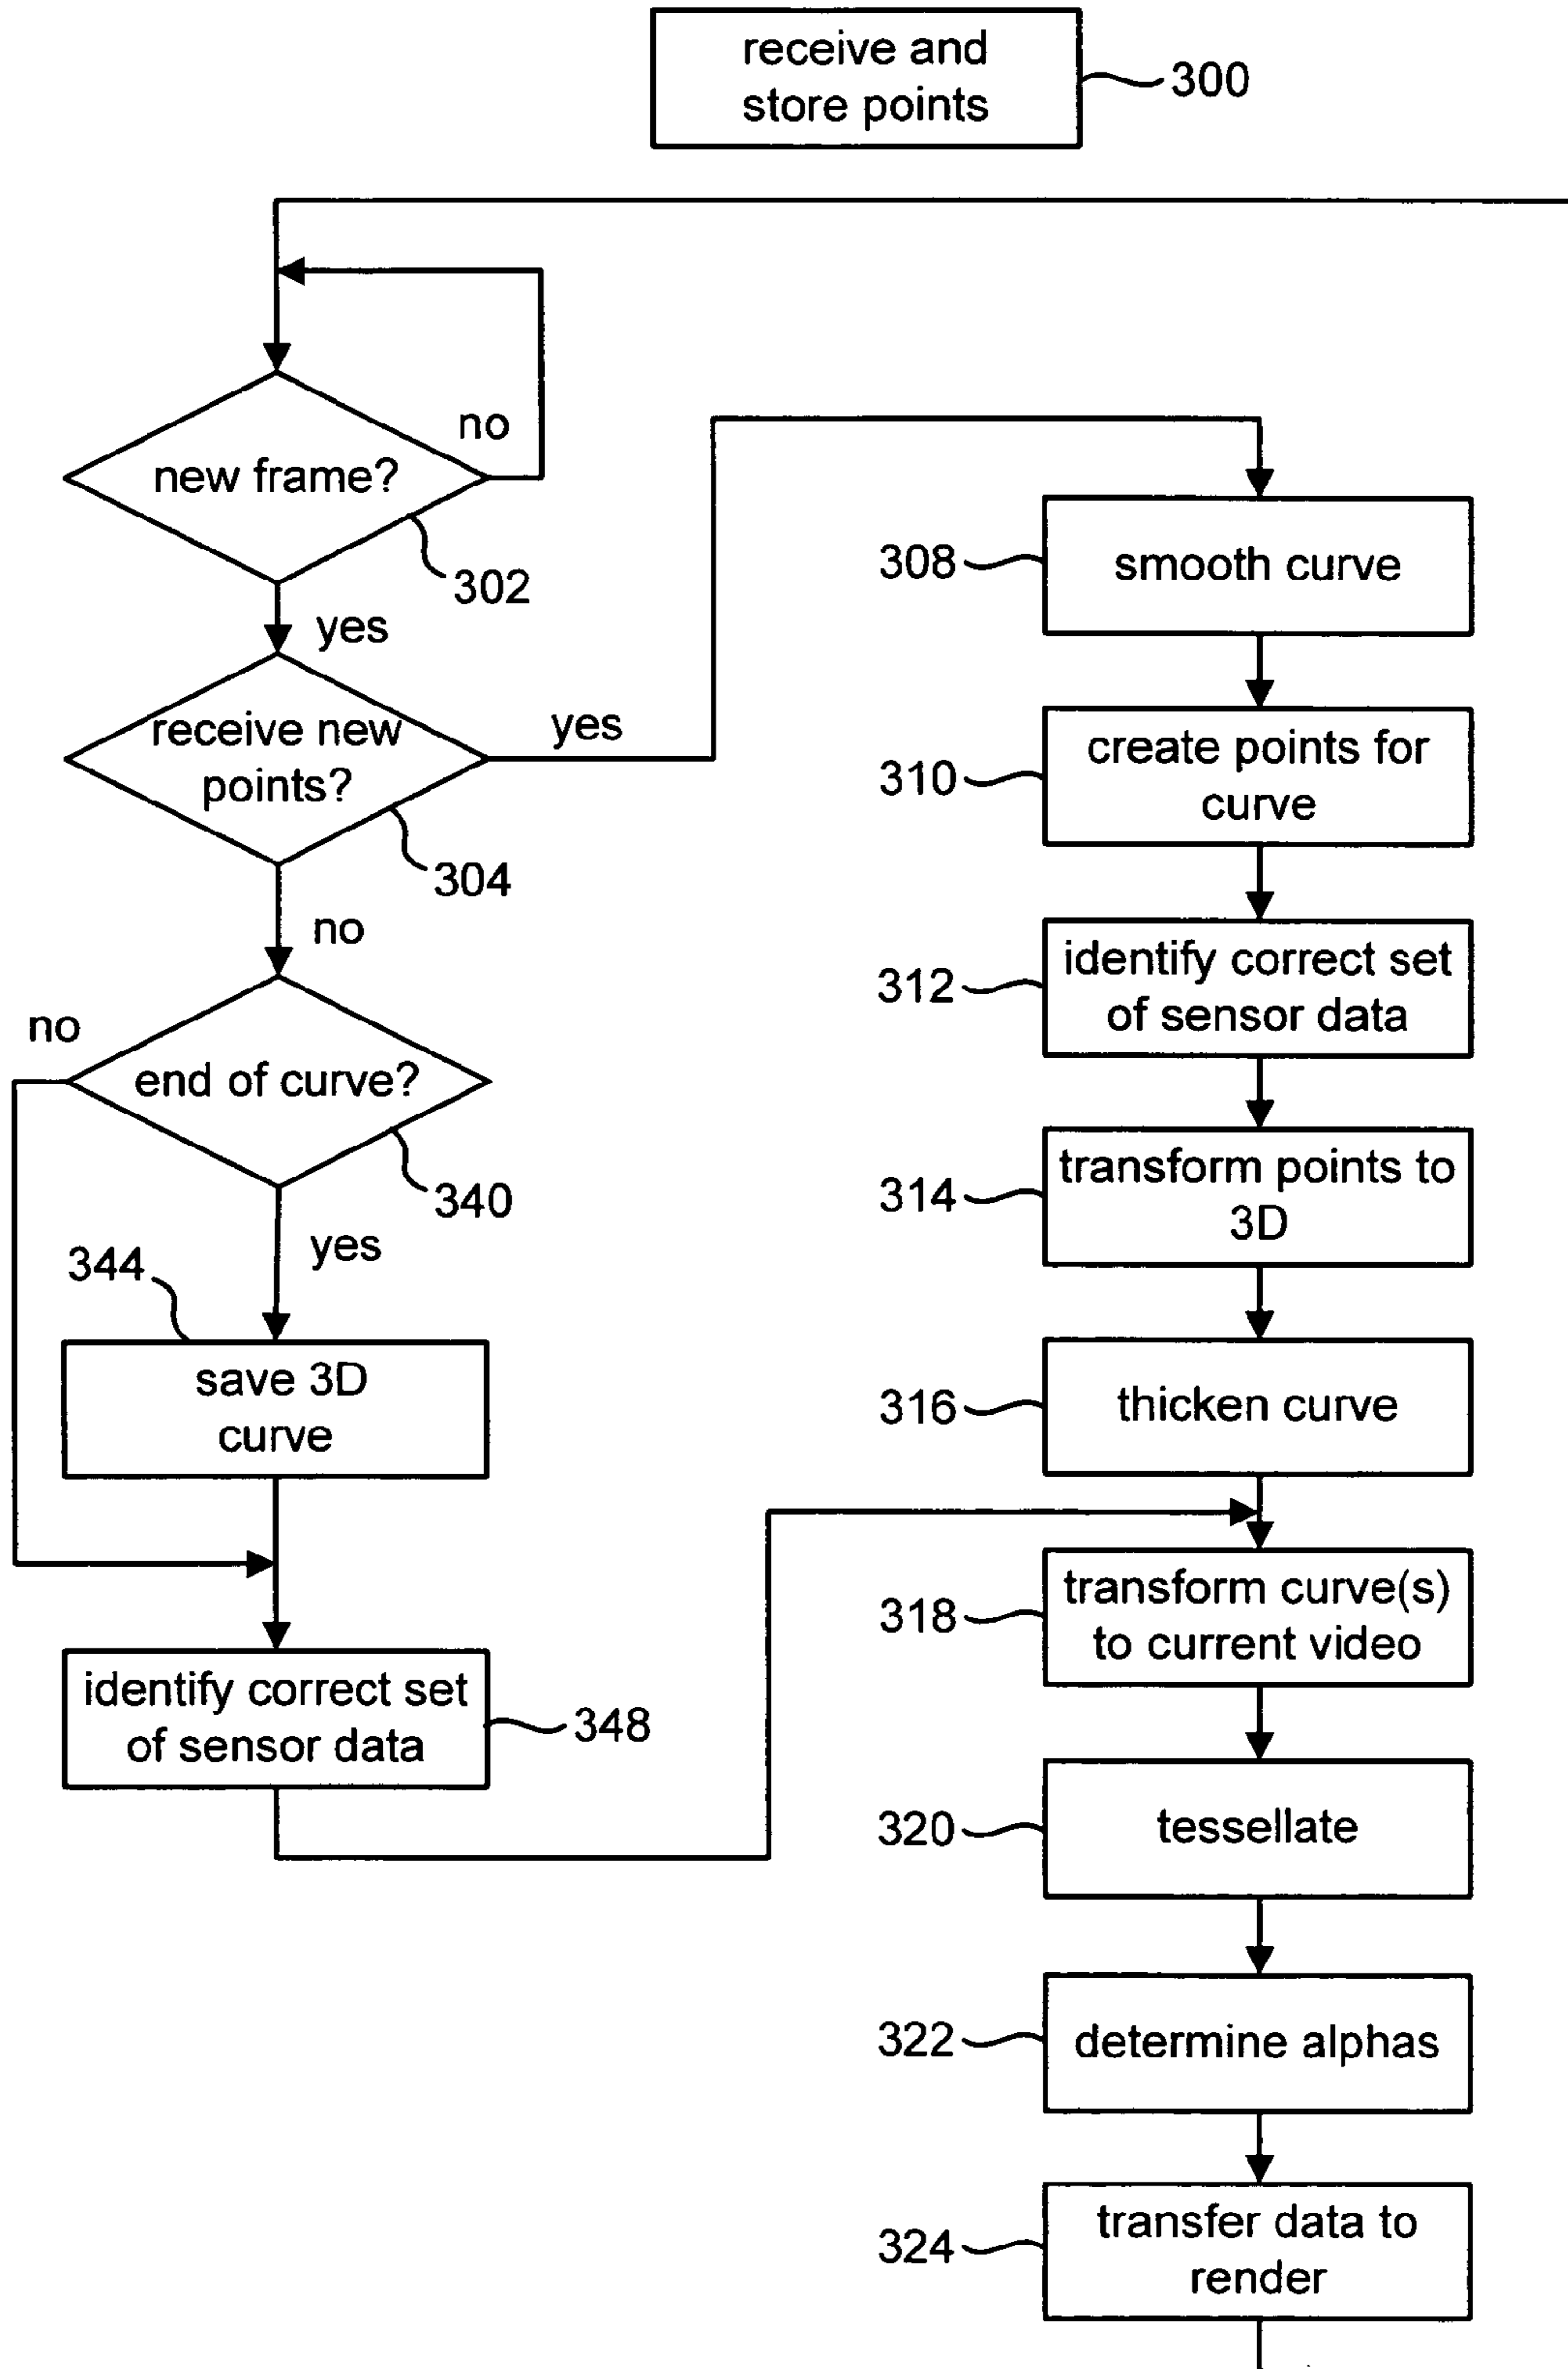 receive and
store points
300
new frame?
no
302
yes
receive new
points?
yes
304
no
end of curve?
no
340
yes
344
save 3D
curve
identify correct set
of sensor data
348
308
smooth curve
310
create points for
curve
312
identify correct set
of sensor data
314
transform points to
3D
316
thicken curve
318
transform curve(s)
to current video
320
tessellate
322
determine alphas
324
transfer data to
render